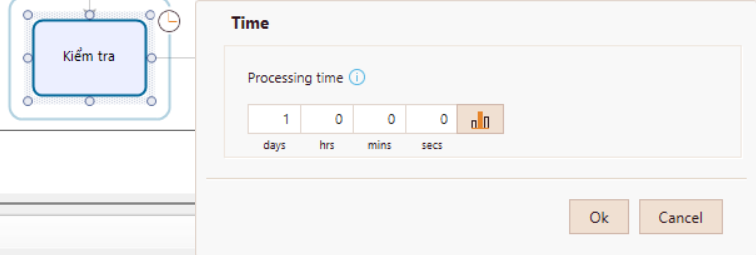 Kiểm tra
Time
Processing time
1 0 0 0
days hrs mins secs
Ok Cancel